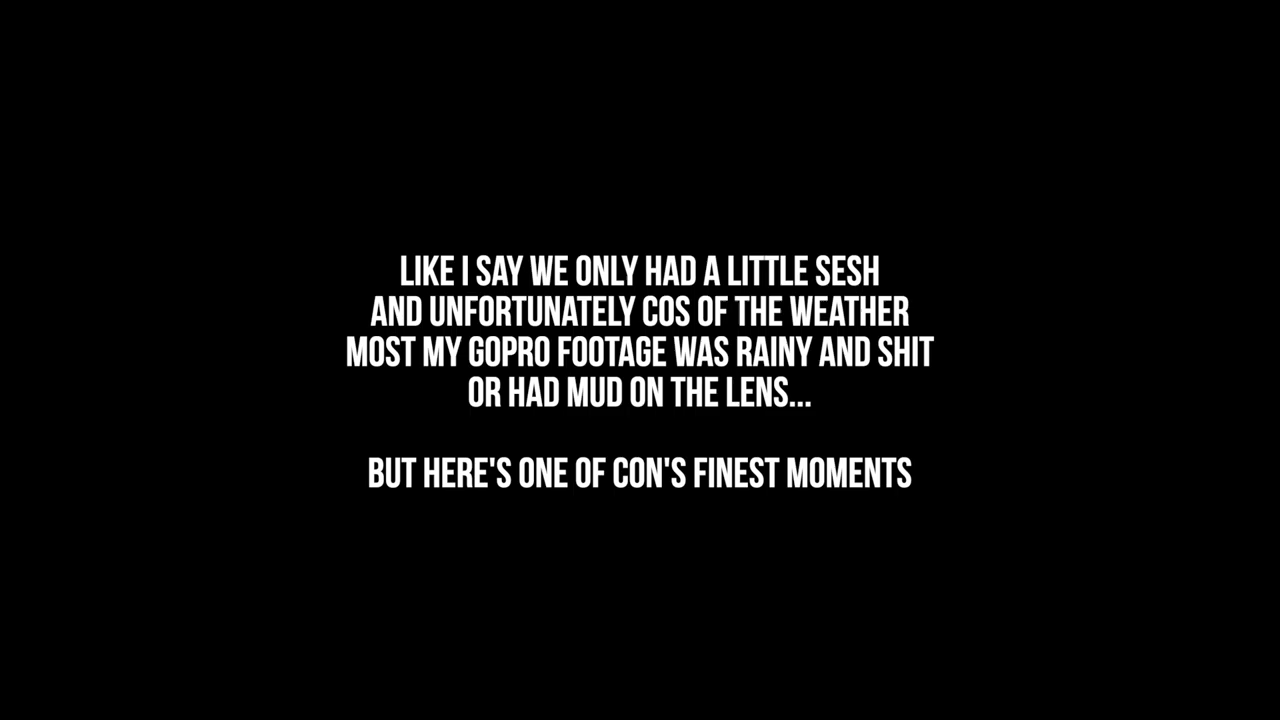 LIKE I SAY WE ONLY HAD A LITTLE SESH
AND UNFORTUNATELY COS OF THE WEATHER
MOST MY GOPRO FOOTAGE WAS RAINY AND SHIT
OR HAD MUD ON THE LENS...
BUT HERE'S ONE OF CON'S FINEST MOMENTS